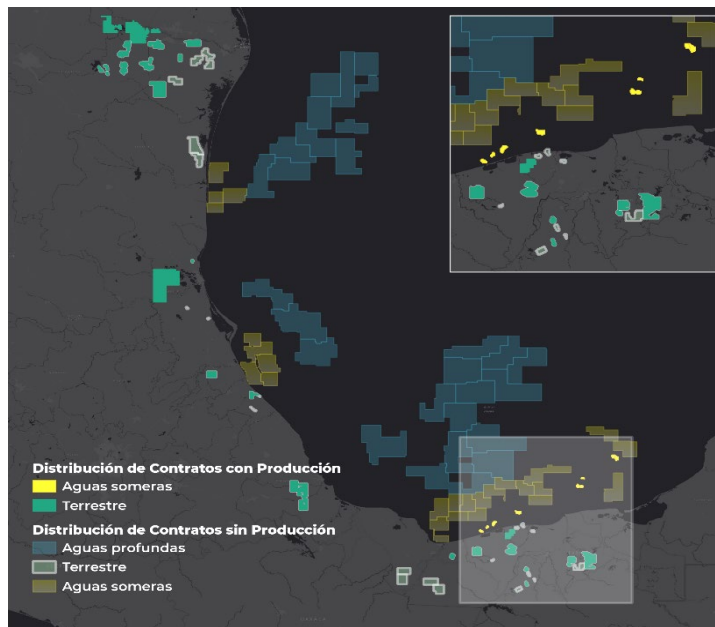 Distribución de Contratos con Producción
Aguas someras
Terrestre
Distribución de Contratos sin Producción
Aguas profundas
Terrestre
Aguas someras